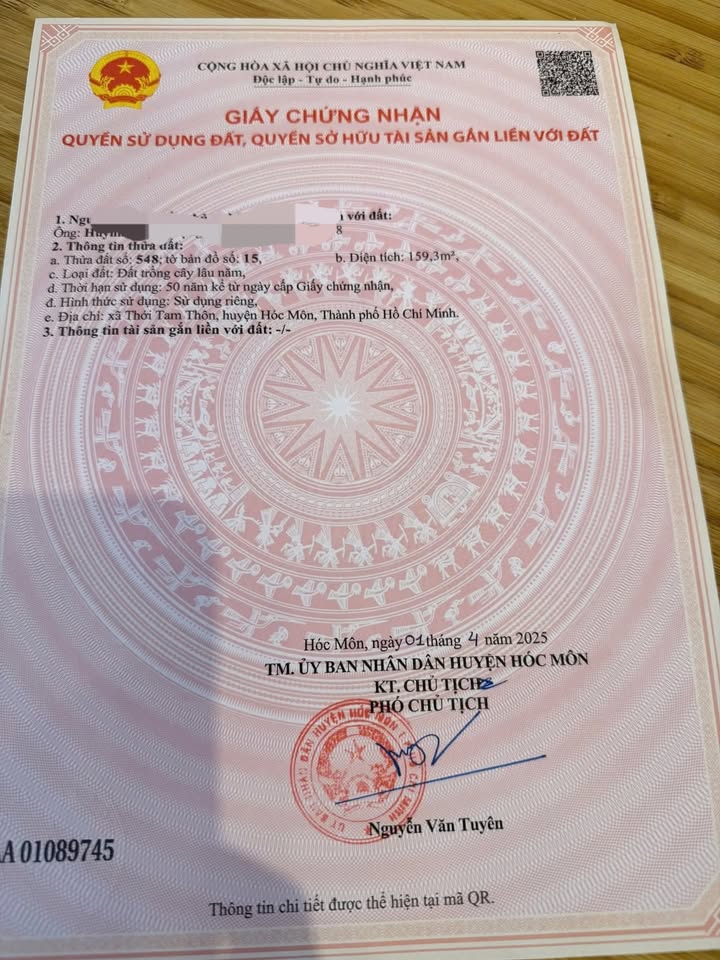 CỘNG HÒA XÃ HỘI CHỦ NGHĨA VIỆT NAM
Độc lập - Tự do - Hạnh phúc
GIẤY CHỨNG NHẬN
QUYỀN SỬ DỤNG ĐẤT, QUYỀN SỞ HỮU TÀI SẢN GẮN LIỀN VỚI ĐẤT
1. với đất:
Ông: 8
2. Thông tin thửa đất:
a. Thửa đất số: 548; tờ bản đồ số: 15, b. Diện tích: 159,3m²,
c. Loại đất: Đất trồng cây lâu năm,
d. Thời hạn sử dụng: 50 năm kể từ ngày cấp Giấy chứng nhận,
đ. Hình thức sử dụng: Sử dụng riêng,
e. Địa chỉ: xã Thới Tam Thôn, huyện Hóc Môn, Thành phố Hồ Chí Minh.
3. Thông tin tài sản gắn liền với đất: -/-
Hóc Môn, ngày 01 tháng 4 năm 2025
TM. ỦY BAN NHÂN DÂN HUYỆN HÓC MÔN
KT. CHỦ TỊCH
PHÓ CHỦ TỊCH
ỦY BAN NHÂN DÂN HUYỆN HÓC MÔN
Nguyễn Văn Tuyên
A 01089745
Thông tin chi tiết được thể hiện tại mã QR.